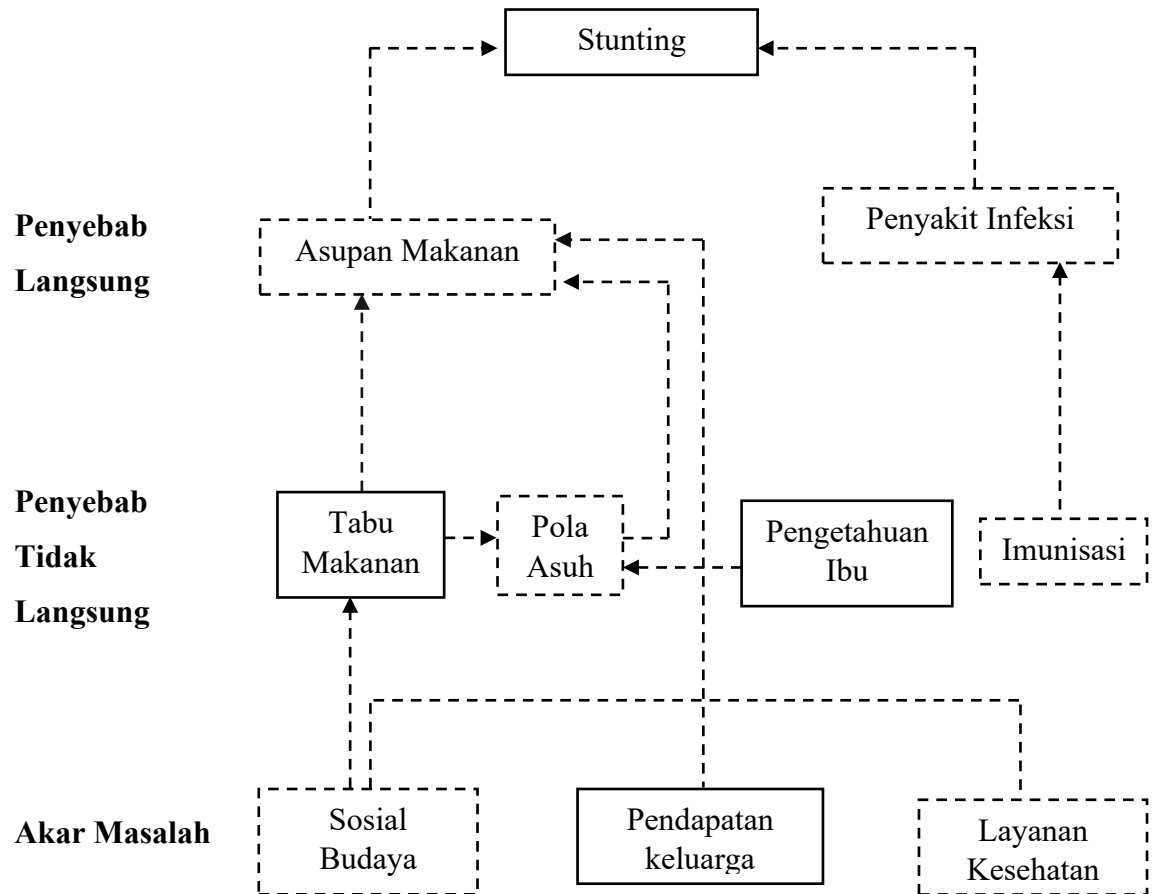 Stunting
Penyebab
Langsung
Asupan Makanan
Penyakit Infeksi
Penyebab
Tidak
Langsung
Tabu
Makanan
Pola
Asuh
Pengetahuan
Ibu
Imunisasi
Akar Masalah
Sosial
Budaya
Pendapatan
keluarga
Layanan
Kesehatan